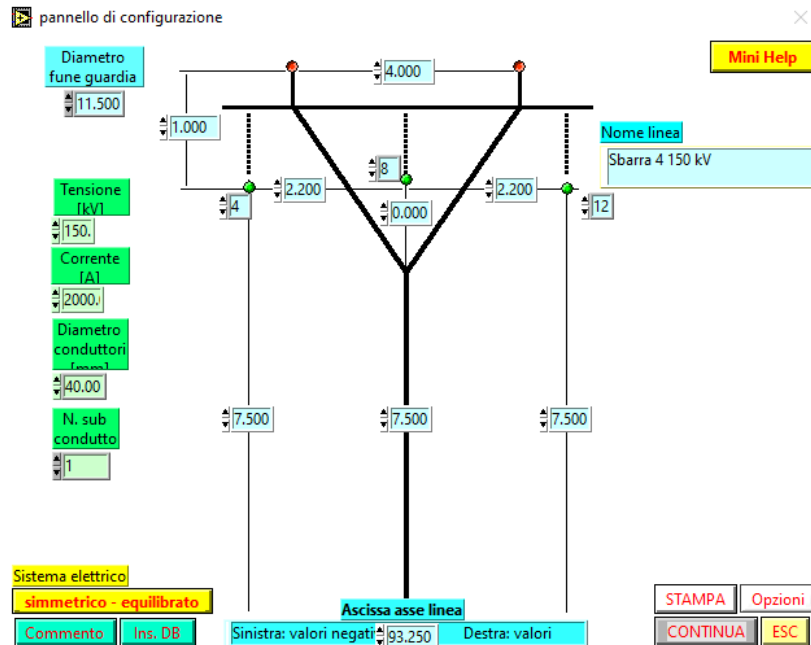 pannello di configurazione
Diametro
fune guardia
11.500
4.000
Mini Help
1.000
Nome linea
Sbarra 4 150 kV
8
Tensione
[kV]
150.
2.200
2.200
4
0.000
12
Corrente
[A]
2000.
Diametro
conduttori
[mm]
40.00
N. sub
condutto
1
7.500
7.500
7.500
Sistema elettrico
simmetrico - equilibrato
Ascissa asse linea
STAMPA
Opzioni
Commento
Ins. DB
Sinistra: valori negati
93.250
Destra: valori
CONTINUA
ESC